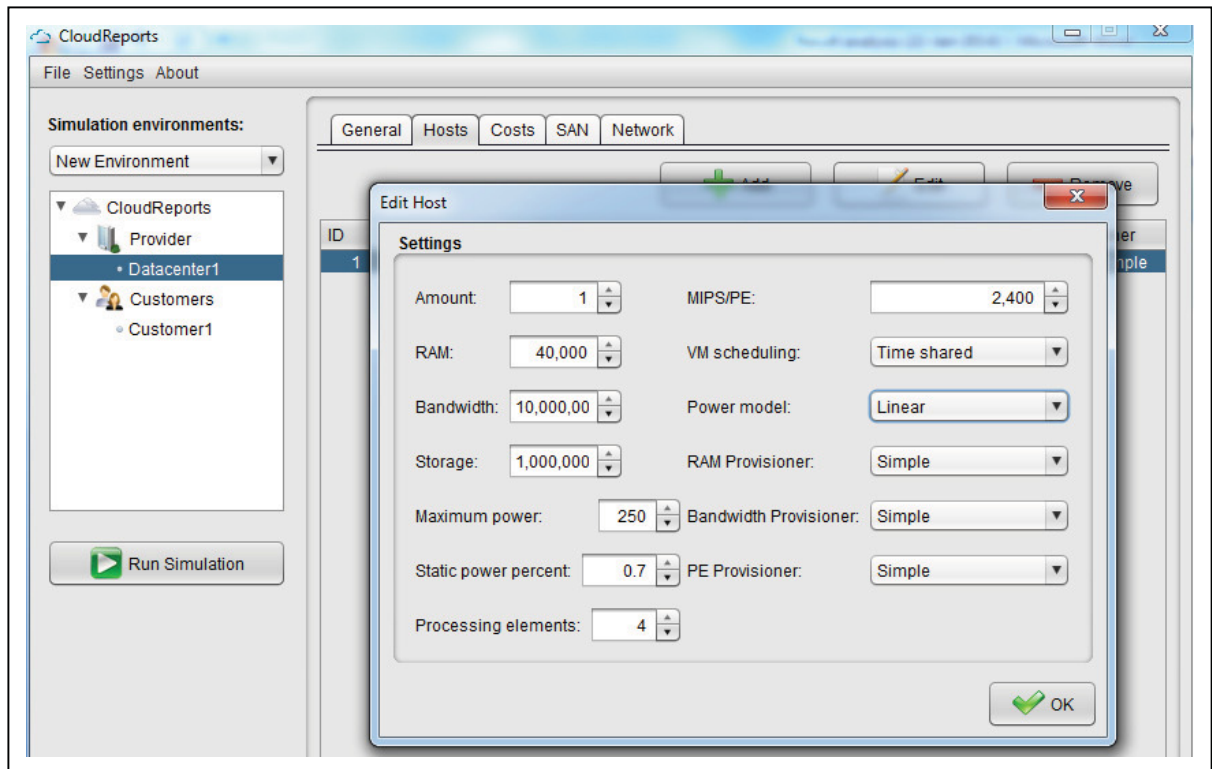 CloudReports
File Settings About
Simulation environments:
New Environment
CloudReports
Provider
Datacenter1
Customers
Customer1
Run Simulation
General Hosts Costs SAN Network
Add Edit Remove
ID
1
Edit Host
Settings
Amount: 1 MIPS/PE: 2,400
RAM: 40,000 VM scheduling: Time shared
Bandwidth: 10,000,00 Power model: Linear
Storage: 1,000,000 RAM Provisioner: Simple
Maximum power: 250 Bandwidth Provisioner: Simple
Static power percent: 0.7 PE Provisioner: Simple
Processing elements: 4
OK